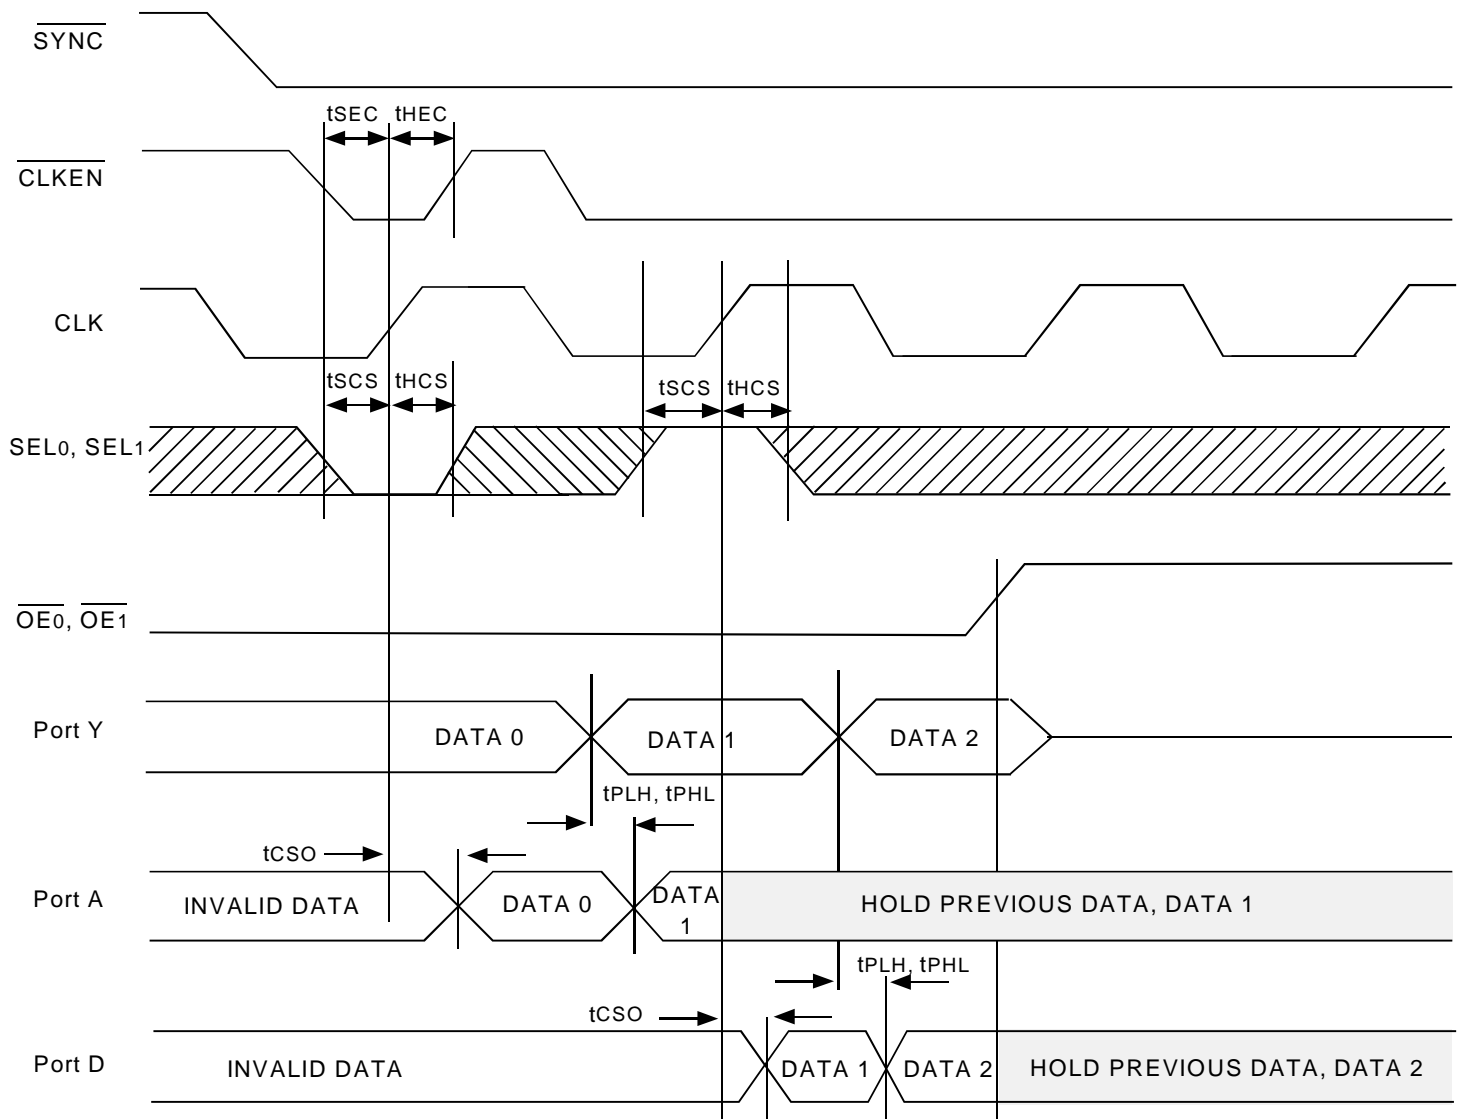 SYNC
tSEC tHEC
CLKEN
CLK
tSCS tHCS
tSCS tHCS
SEL0, SEL1
OE0, OE1
Port Y
DATA 0 DATA 1 DATA 2
tPLH, tPHL
tCSO
Port A
INVALID DATA DATA 0 DATA
1 HOLD PREVIOUS DATA, DATA 1
tPLH, tPHL
tCSO
Port D
INVALID DATA DATA 1 DATA 2 HOLD PREVIOUS DATA, DATA 2